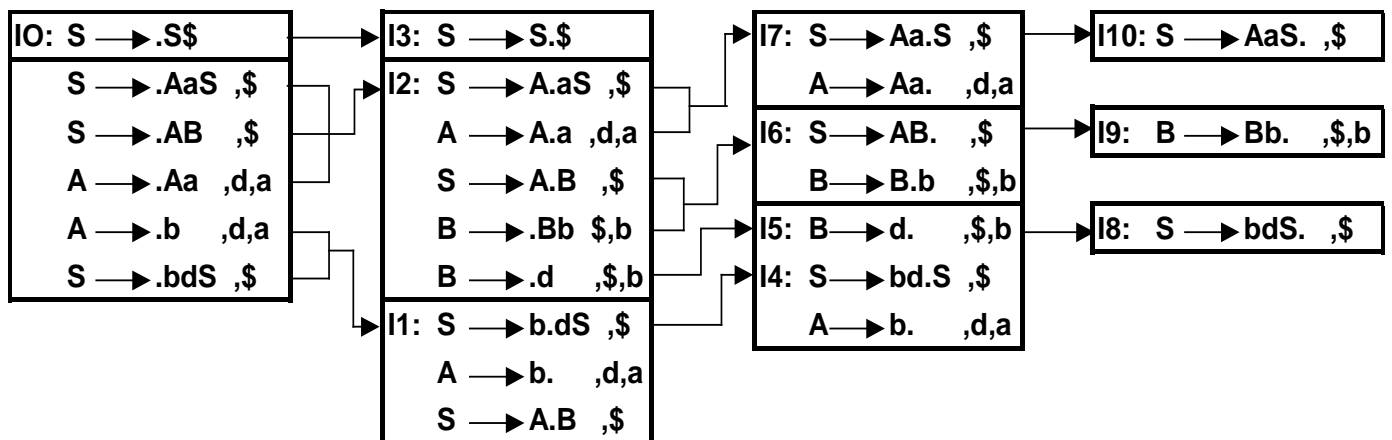 IO: S ⟶ .S$
S ⟶ .AaS ,$
S ⟶ .AB ,$
A ⟶ .Aa ,d,a
A ⟶ .b ,d,a
S ⟶ .bdS ,$
I3: S ⟶ S.$
I2: S ⟶ A.aS ,$
A ⟶ A.a ,d,a
S ⟶ A.B ,$
B ⟶ .Bb $,b
B ⟶ .d ,$,b
I1: S ⟶ b.dS ,$
A ⟶ b. ,d,a
S ⟶ A.B ,$
I7: S ⟶ Aa.S ,$
A ⟶ Aa. ,d,a
I6: S ⟶ AB. ,$
B ⟶ B.b ,$,b
I5: B ⟶ d. ,$,b
I4: S ⟶ bd.S ,$
A ⟶ b. ,d,a
I10: S ⟶ AaS. ,$
I9: B ⟶ Bb. ,$,b
I8: S ⟶ bdS. ,$